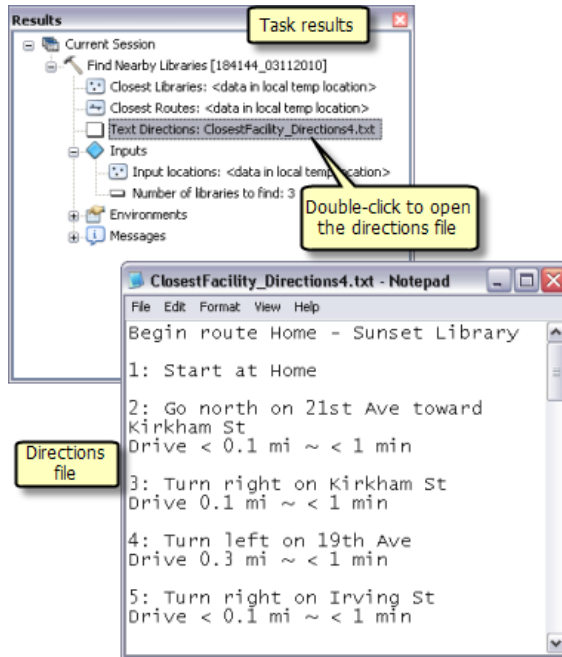 Results
Task results
Current Session
Find Nearby Libraries [184144_03112010]
Closest Libraries: <data in local temp location>
Closest Routes: <data in local temp location>
Text Directions: ClosestFacility_Directions4.txt
Inputs
Input locations: <data in local temp location>
Number of libraries to find: 3
Environments
Messages
Double-click to open
the directions file
ClosestFacility_Directions4.txt - Notepad
File Edit Format View Help
Begin route Home - Sunset Library
1: Start at Home
2: Go north on 21st Ave toward
Kirkham St
Drive < 0.1 mi ~ < 1 min
Directions
file
3: Turn right on Kirkham St
Drive 0.1 mi ~ < 1 min
4: Turn left on 19th Ave
Drive 0.3 mi ~ < 1 min
5: Turn right on Irving St
Drive < 0.1 mi ~ < 1 min